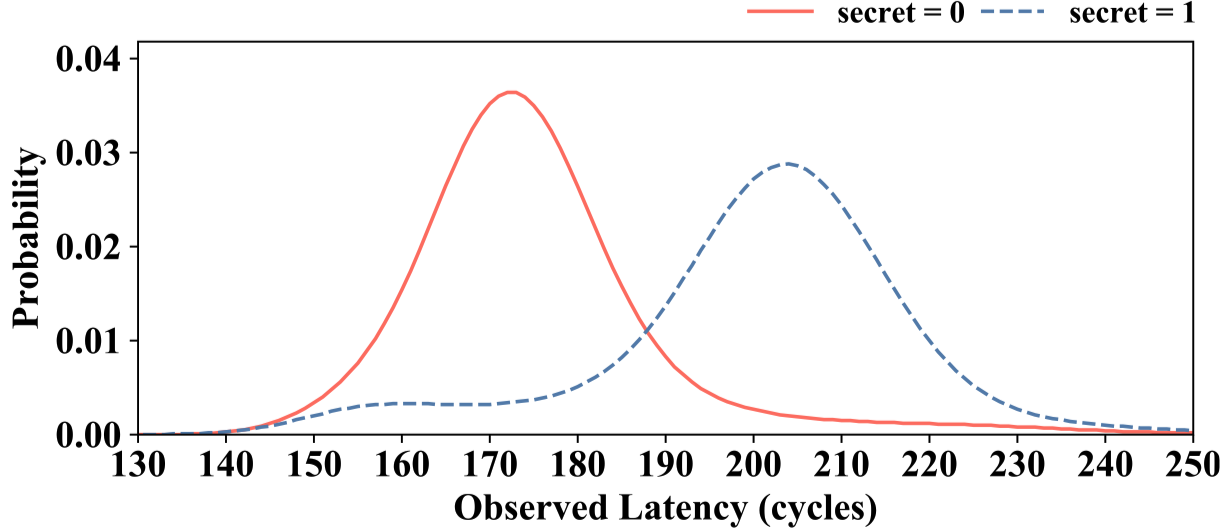 secret = 0 secret = 1
0.04
0.03
0.02
0.01
0.00
Probability
130 140 150 160 170 180 190 200 210 220 230 240 250
Observed Latency (cycles)